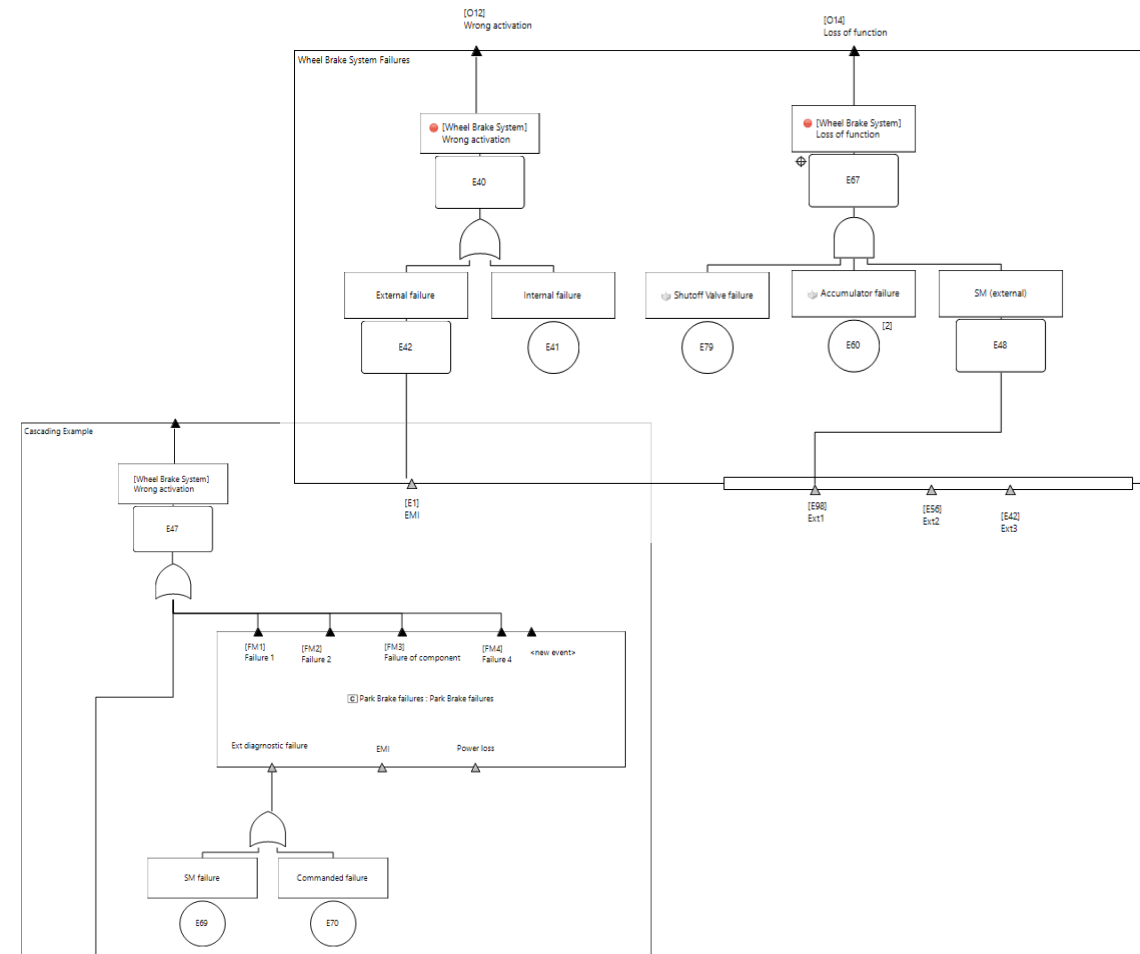 [O12]
Wrong activation
[O14]
Loss of function
Wheel Brake System Failures
[Wheel Brake System]
Wrong activation
[Wheel Brake System]
Loss of function
E40
E67
External failure
Internal failure
Shutoff Valve failure
Accumulator failure
SM (external)
E42
E41
E79
E60
[2]
E48
Cascading Example
[Wheel Brake System]
Wrong activation
E47
[E1]
EMI
[E98]
Ext1
[E56]
Ext2
[E42]
Ext3
[FM1]
Failure 1
[FM2]
Failure 2
[FM3]
Failure of component
[FM4]
Failure 4
<new event>
C Park Brake failures : Park Brake failures
Ext diagrnostic failure
EMI
Power loss
SM failure
Commanded failure
E69
E70